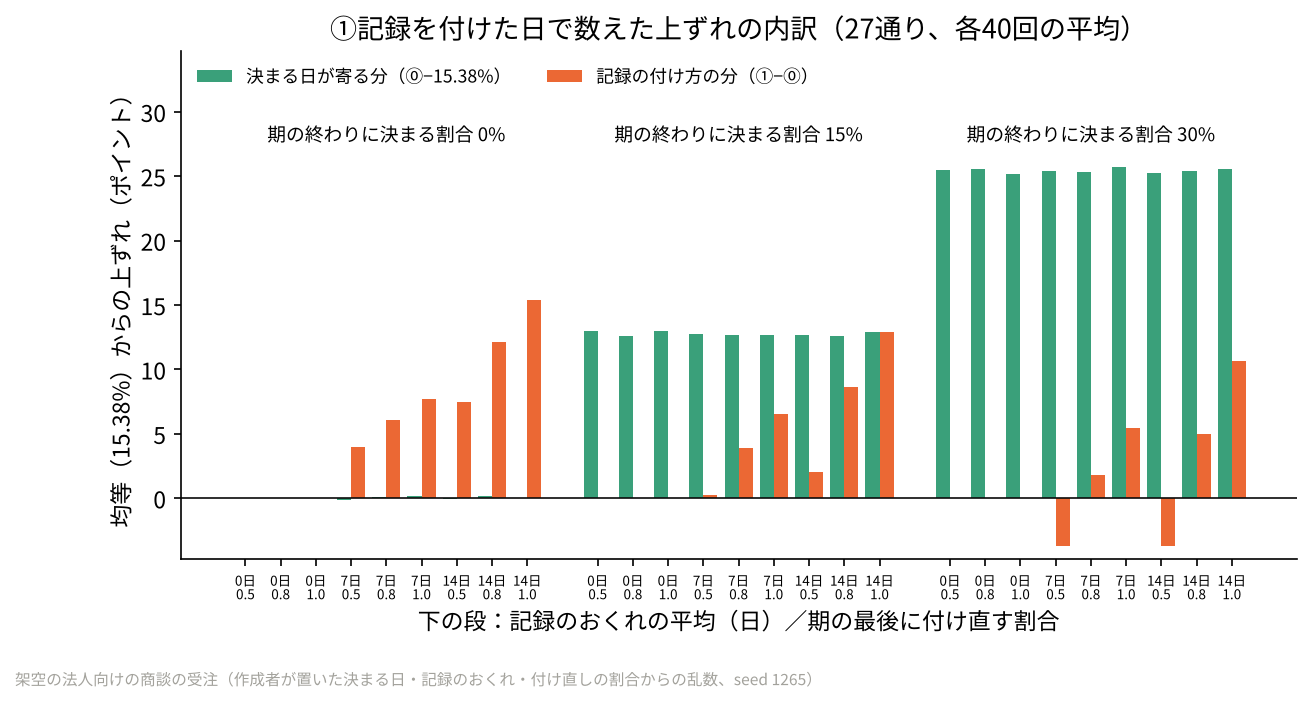 ①記録を付けた日で数えた上ずれの内訳（27通り、各40回の平均）
決まる日が寄る分（⓪−15.38%） 記録の付け方の分（①−⓪）
均等（15.38%）からの上ずれ（ポイント）
期の終わりに決まる割合 0% 期の終わりに決まる割合 15% 期の終わりに決まる割合 30%
30
25
20
15
10
5
0
0日 0日 0日 7日 7日 7日 14日 14日 14日 0日 0日 0日 7日 7日 7日 14日 14日 14日 0日 0日 0日 7日 7日 7日 14日 14日 14日
0.5 0.8 1.0 0.5 0.8 1.0 0.5 0.8 1.0 0.5 0.8 1.0 0.5 0.8 1.0 0.5 0.8 1.0 0.5 0.8 1.0 0.5 0.8 1.0 0.5 0.8 1.0
下の段：記録のおくれの平均（日）／期の最後に付け直す割合
架空の法人向けの商談の受注（作成者が置いた決まる日・記録のおくれ・付け直しの割合からの乱数、seed 1265）